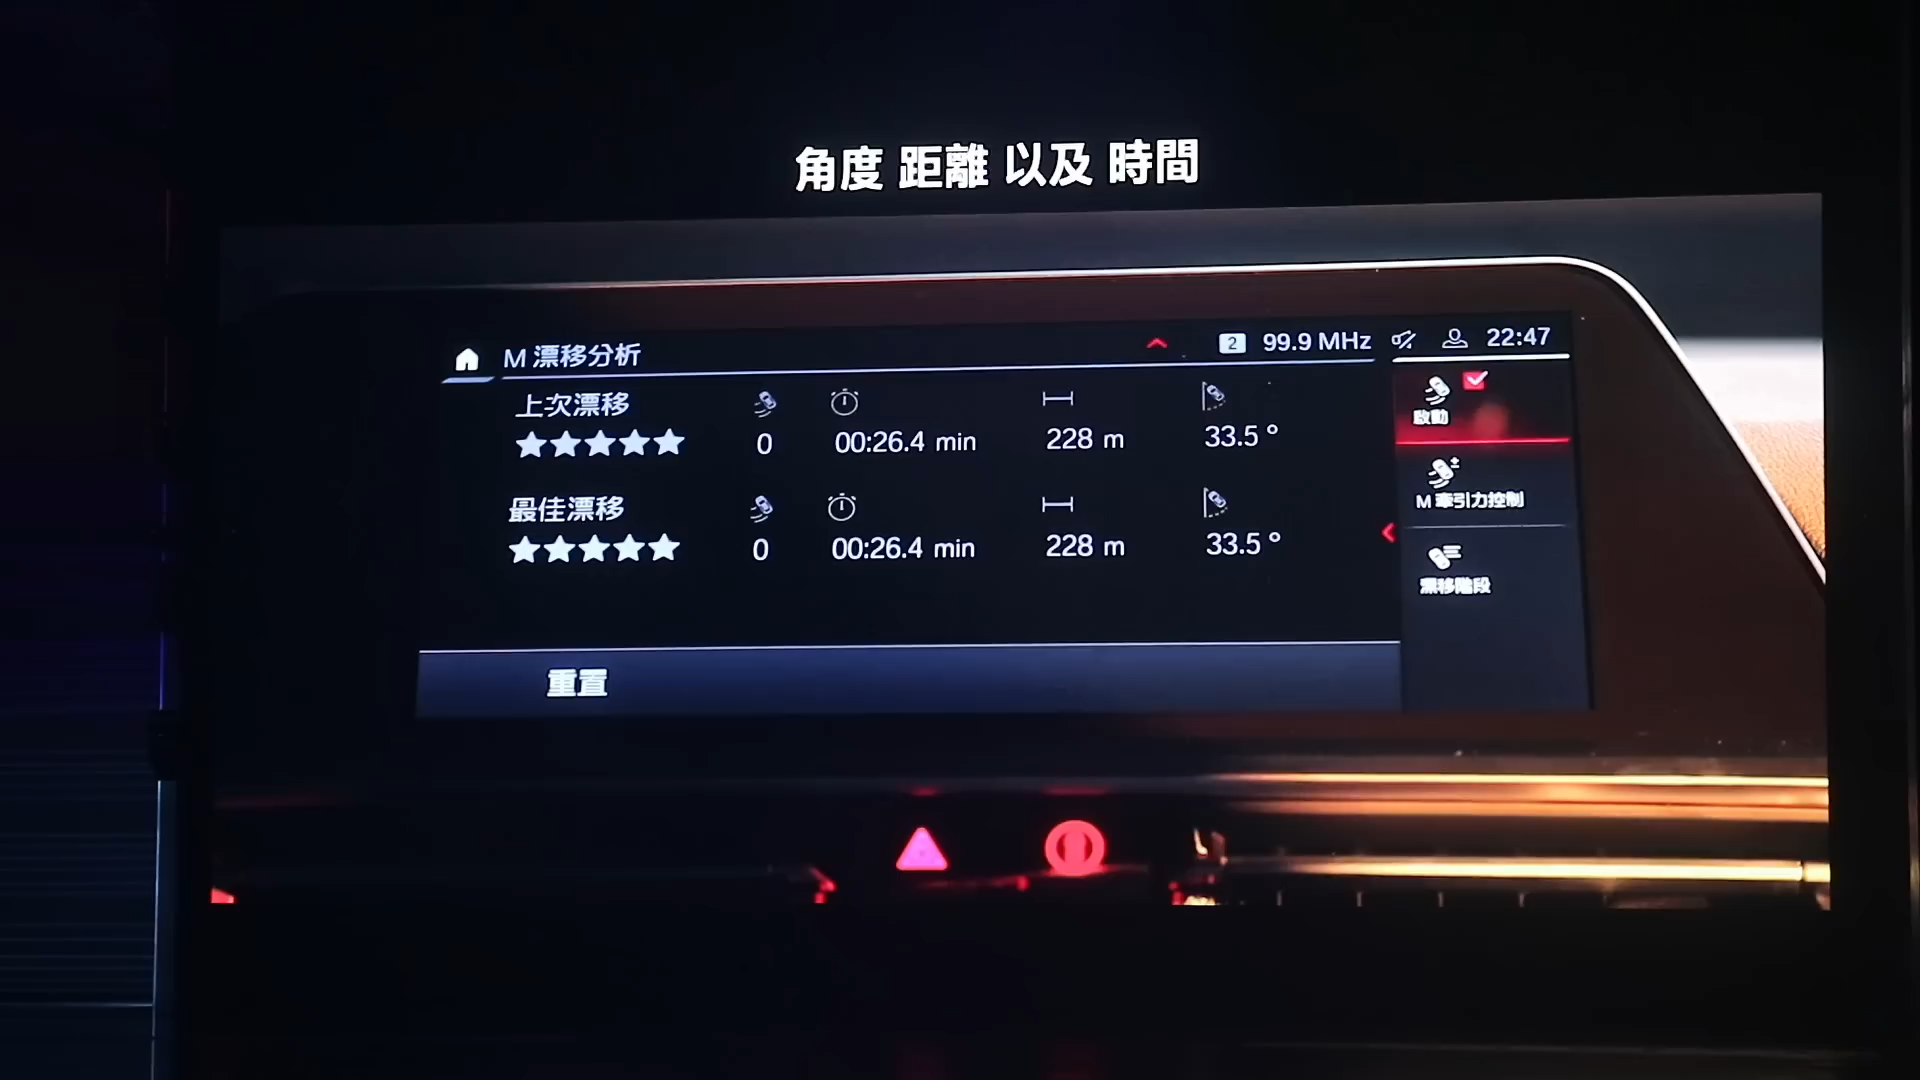 角度 距離 以及 時間
M 漂移分析
2 99.9 MHz 22:47
上次漂移
0 00:26.4 min 228 m 33.5 °
最佳漂移
0 00:26.4 min 228 m 33.5 °
重置
啟動
M 牽引力控制
漂移階段